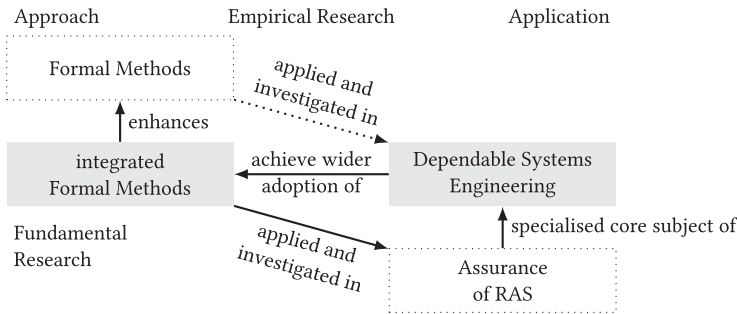 Approach
Empirical Research
Application
Formal Methods
applied and
investigated in
enhances
integrated
Formal Methods
achieve wider
adoption of
Dependable Systems
Engineering
Fundamental
Research
applied and
investigated in
specialised core subject of
Assurance
of RAS